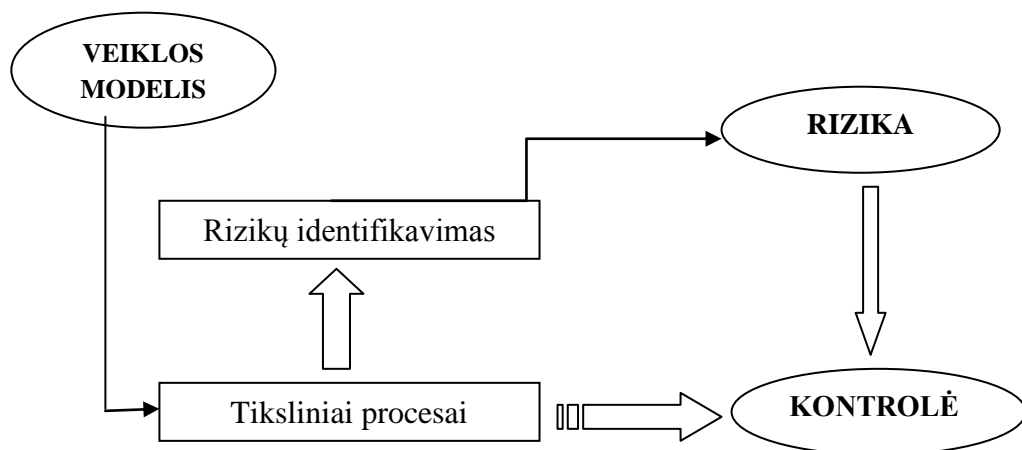 VEIKLOS
MODELIS
RIZIKA
Rizikų identifikavimas
Tiksliniai procesai
KONTROLĖ